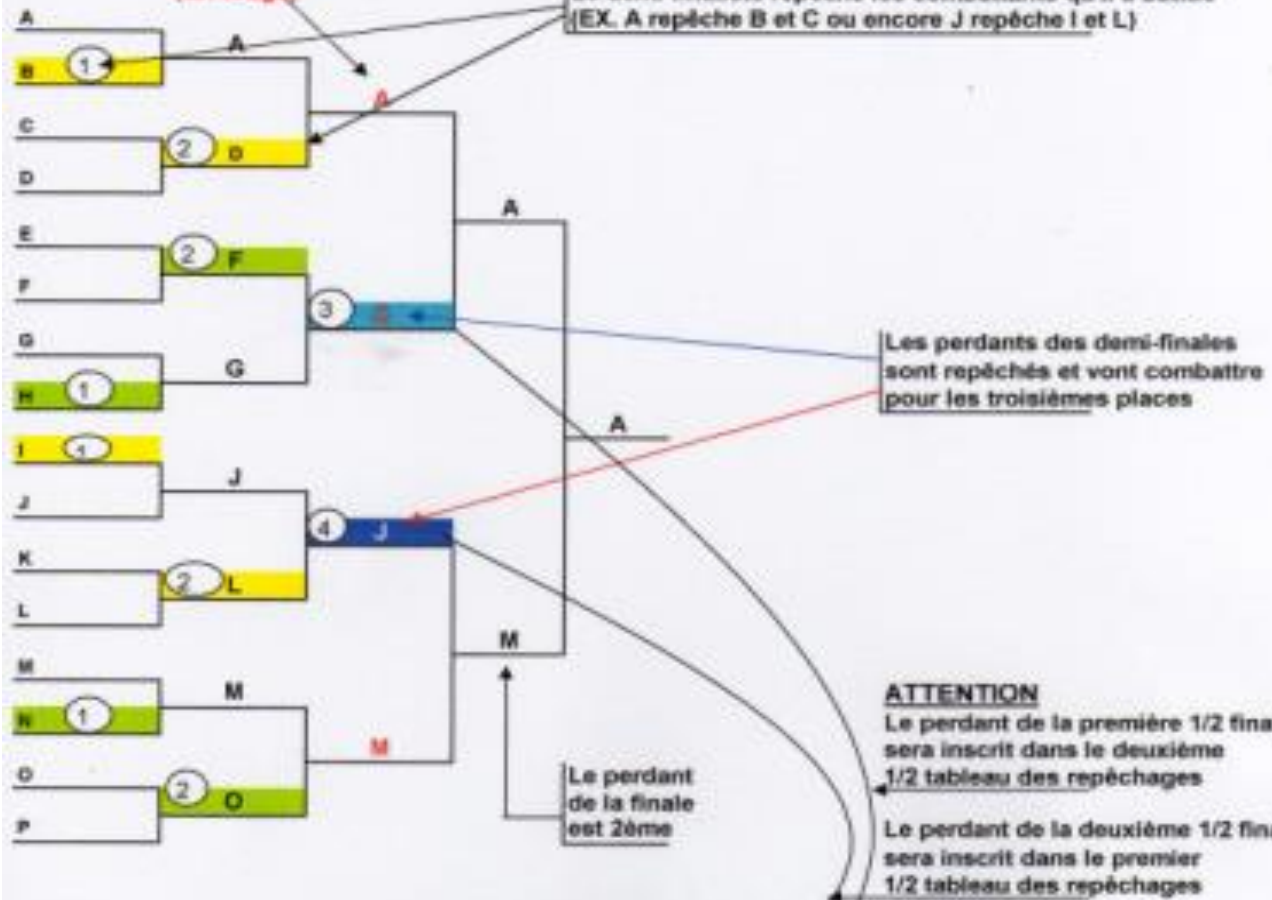 (EX. A repêche B et C ou encore J repêche I et L)
A
A
B
1
A
C
2
D
D
A
E
2
F
F
3
G
G
H
1
Les perdants des demi-finales
sont repêchés et vont combattre
pour les troisièmes places
A
I
1
J
J
4
J
K
2
L
L
M
M
M
N
1
M
O
2
O
P
Le perdant
de la finale
est 2ème
ATTENTION
Le perdant de la première 1/2 fina
sera inscrit dans le deuxième
1/2 tableau des repêchages
Le perdant de la deuxième 1/2 fina
sera inscrit dans le premier
1/2 tableau des repêchages